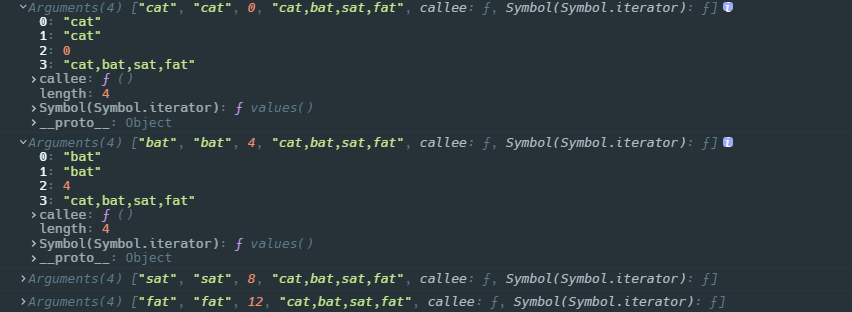 Arguments(4) ["cat", "cat", 0, "cat,bat,sat,fat", callee: ƒ, Symbol(Symbol.iterator): ƒ] i
0: "cat"
1: "cat"
2: 0
3: "cat,bat,sat,fat"
callee: ƒ ()
length: 4
Symbol(Symbol.iterator): ƒ values()
__proto__: Object
Arguments(4) ["bat", "bat", 4, "cat,bat,sat,fat", callee: ƒ, Symbol(Symbol.iterator): ƒ] i
0: "bat"
1: "bat"
2: 4
3: "cat,bat,sat,fat"
callee: ƒ ()
length: 4
Symbol(Symbol.iterator): ƒ values()
__proto__: Object
Arguments(4) ["sat", "sat", 8, "cat,bat,sat,fat", callee: ƒ, Symbol(Symbol.iterator): ƒ]
Arguments(4) ["fat", "fat", 12, "cat,bat,sat,fat", callee: ƒ, Symbol(Symbol.iterator): ƒ]